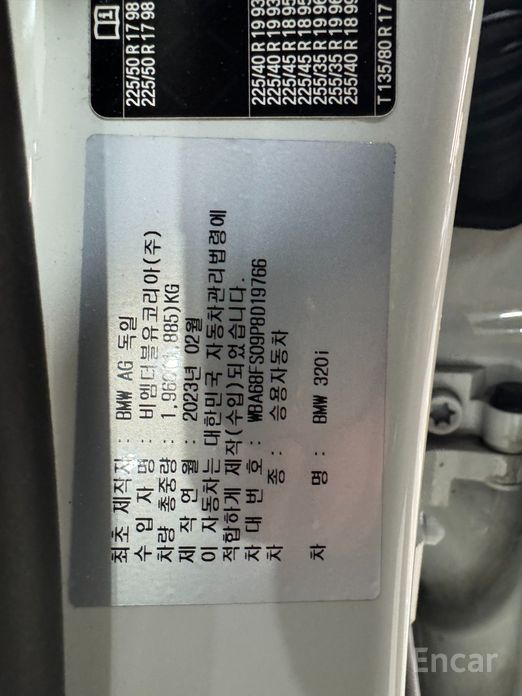 225/50 R 17 98
225/50 R 17 98
225/40 R 19 93
225/40 R 19 93
225/45 R 18 95
225/45 R 18 95
255/35 R 19 96
255/35 R 19 96
255/40 R 18 99
T 135/80 R 17
최초 제작자 : BMW AG 독일
수 입 자 명 : 비엠더블유코리아(주)
차량 총중량 : 885)KG
제 작 연 월 : 2023년 02월
이 자동차는 대한민국 자동차관리법령에
적합하게 제작(수입)되었습니다.
차 대 번 호 : WBA68FS09P8D19766
차 종 : 승용자동차
차 명 : BMW 320i
Encar